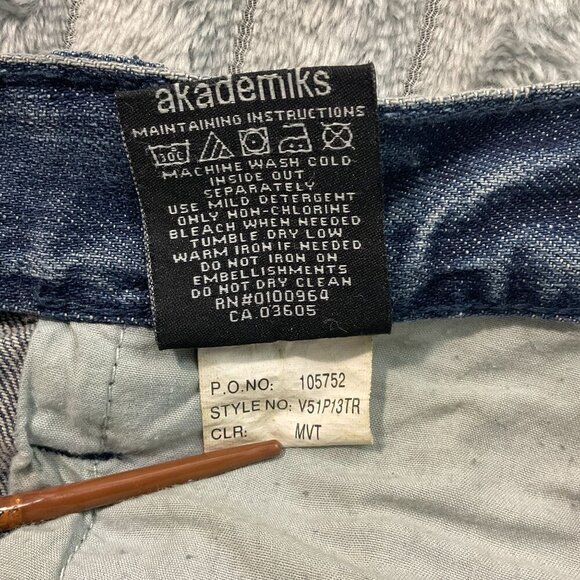 akademiks
MAINTAINING INSTRUCTIONS
30C
MACHINE WASH COLD
INSIDE OUT
SEPARATELY
USE MILD DETERGENT
ONLY NON-CHLORINE
BLEACH WHEN NEEDED
TUMBLE DRY LOW
WARM IRON IF NEEDED
DO NOT IRON ON
EMBELLISHMENTS
DO NOT DRY CLEAN
RN#0100964
CA.03605
P.O.NO: 105752
STYLE NO: V51P13TR
CLR: MVT